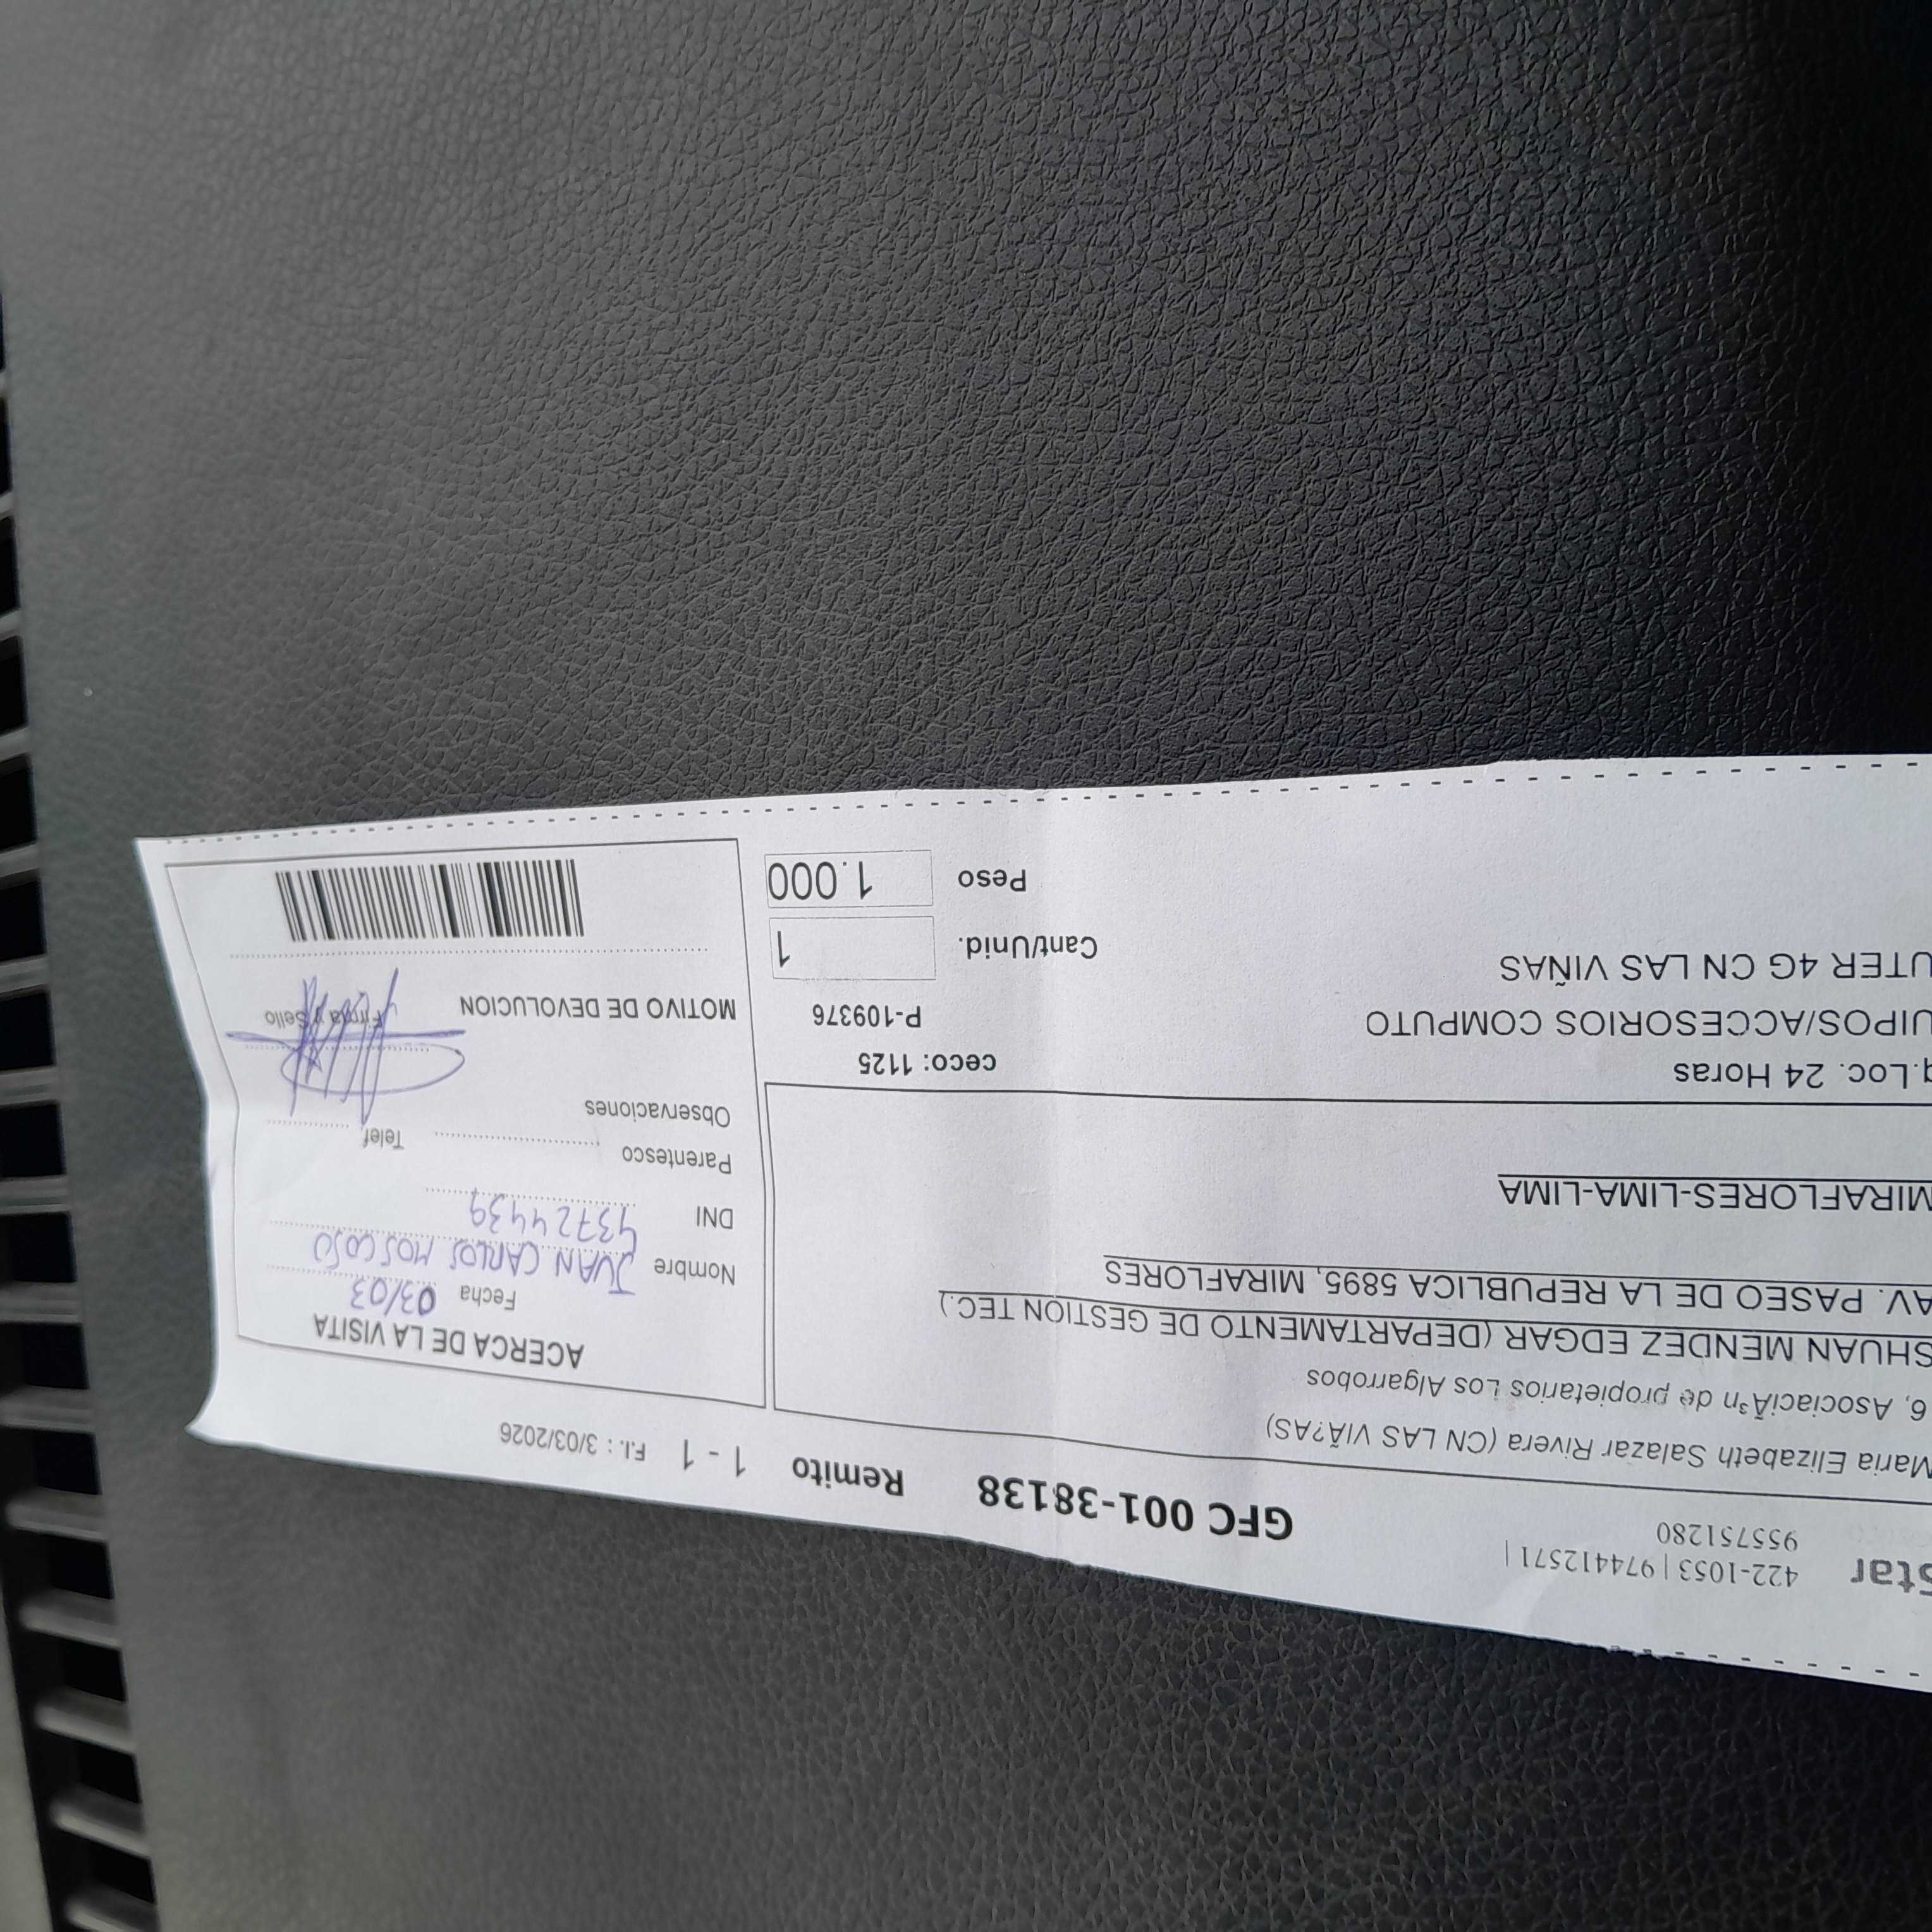 Star
422-1053 | 974412571 |
955751280
GFC 001-38138
Remito
1 - 1
F.I. : 3/03/2026
Maria Elizabeth Salazar Rivera (CN LAS VIÃ?AS)
6, AsociaciÃ³n de propietarios Los Algarrobos
SHUAN MENDEZ EDGAR (DEPARTAMENTO DE GESTION TEC.)
AV. PASEO DE LA REPUBLICA 5895, MIRAFLORES
MIRAFLORES-LIMA-LIMA
q.Loc. 24 Horas
UIPOS/ACCESORIOS COMPUTO
UTER 4G CN LAS VIÑAS
ceco: 1125
P-109376
Cant/Unid. 1
Peso 1.000
ACERCA DE LA VISITA
Fecha 03/03
Nombre JUAN CARLOS MOSCOSO
DNI 43724439
Parentesco Telef.
Observaciones
Firma y Sello
MOTIVO DE DEVOLUCION